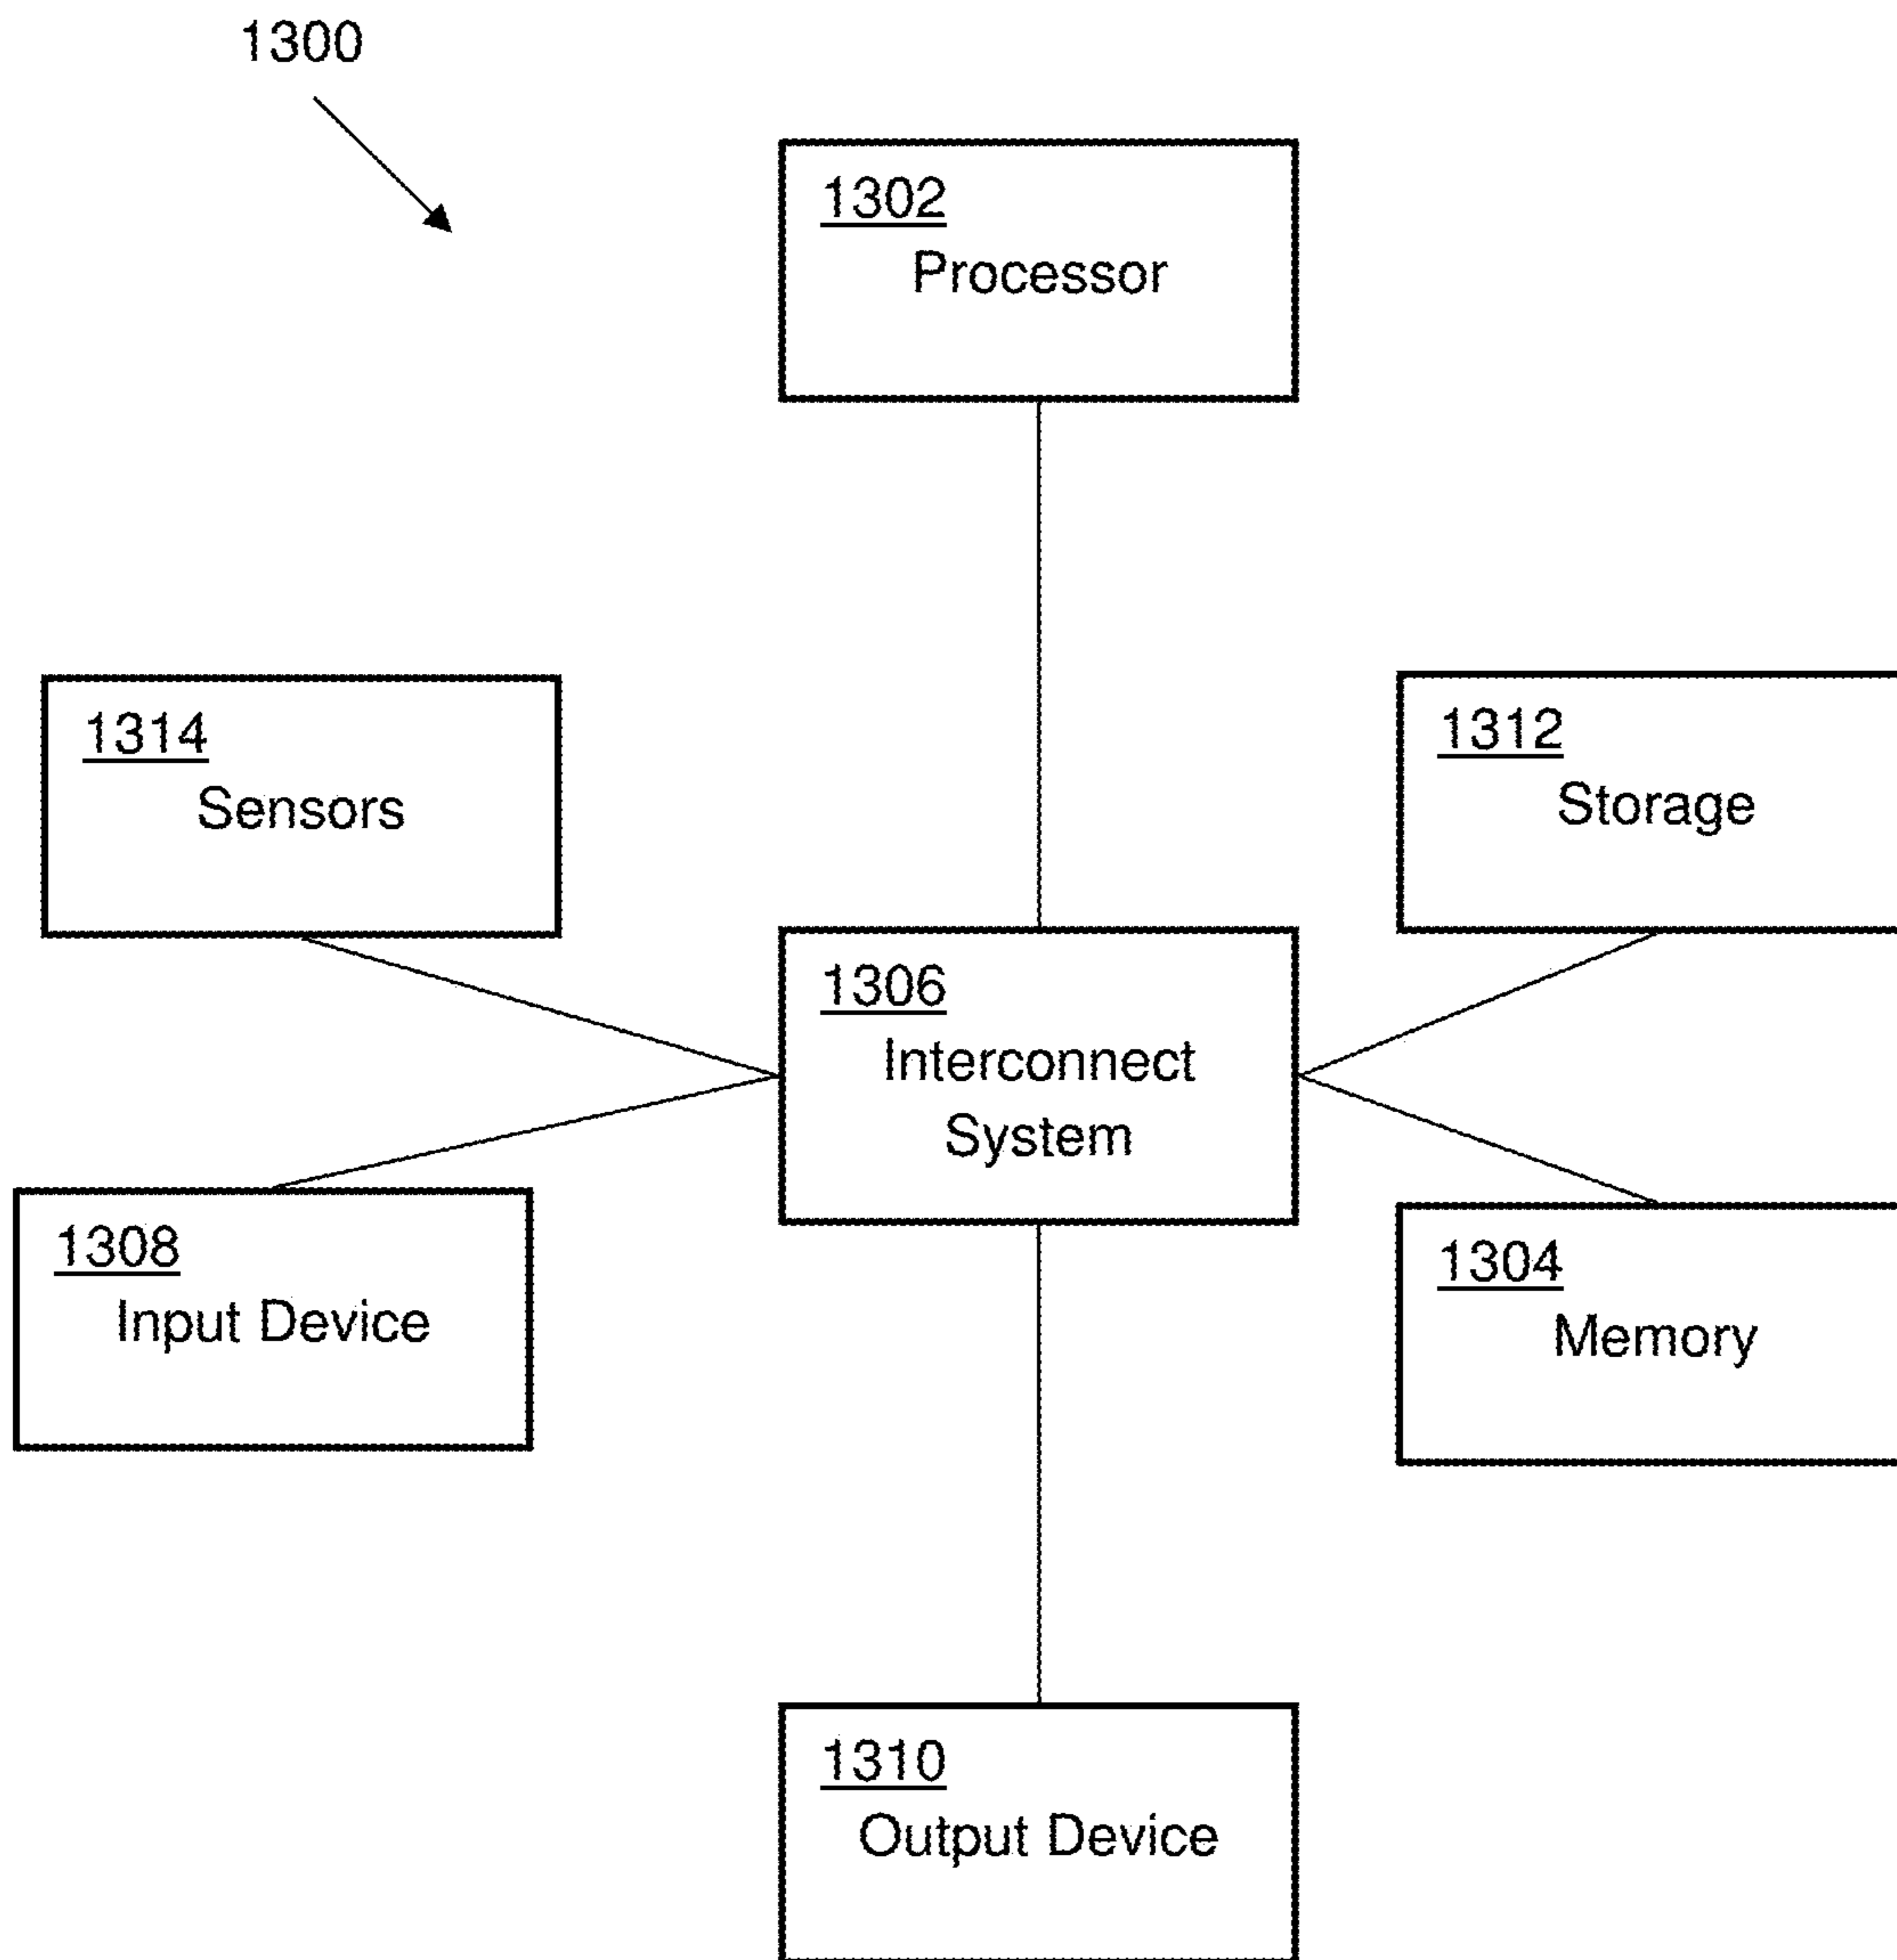 1300
1302
Processor
1314
Sensors
1312
Storage
1306
Interconnect
System
1308
Input Device
1304
Memory
1310
Output Device